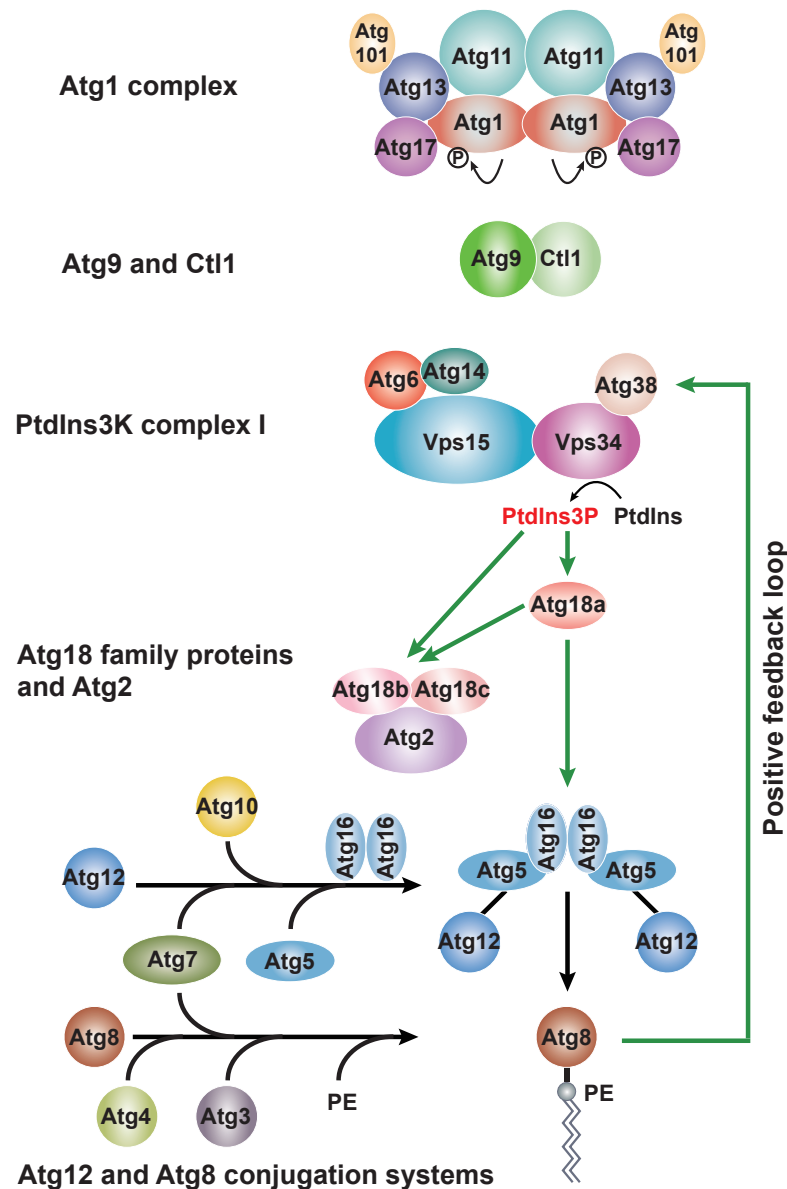 Atg1 complex
Atg
101
Atg11
Atg11
Atg
101
Atg13
Atg13
Atg1
Atg1
Atg17
Atg17
P
P
Atg9 and Ctl1
Atg9
Ctl1
PtdIns3K complex I
Atg6
Atg14
Atg38
Vps15
Vps34
PtdIns3P
PtdIns
Positive feedback loop
Atg18a
Atg18 family proteins
and Atg2
Atg18b
Atg18c
Atg2
Atg10
Atg16
Atg16
Atg16
Atg16
Atg12
Atg5
Atg5
Atg7
Atg5
Atg12
Atg12
Atg8
Atg8
Atg4
Atg3
PE
PE
Atg12 and Atg8 conjugation systems